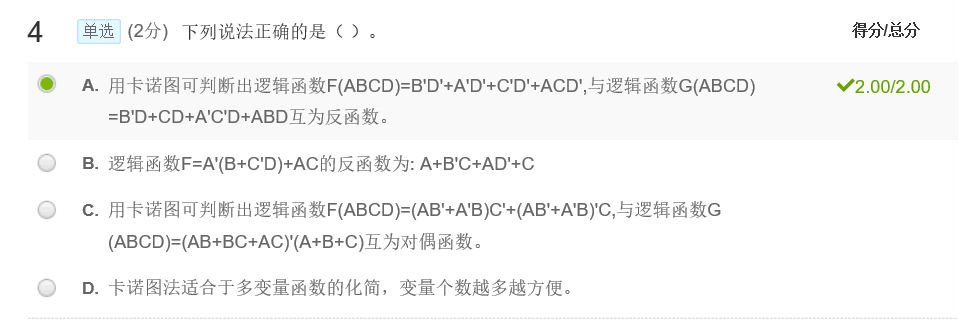 4 单选 (2分) 下列说法正确的是（ ）。 得分/总分
A. 用卡诺图可判断出逻辑函数F(ABCD)=B'D'+A'D'+C'D'+ACD',与逻辑函数G(ABCD) 2.00/2.00
=B'D+CD+A'C'D+ABD互为反函数。
B. 逻辑函数F=A'(B+C'D)+AC的反函数为: A+B'C+AD'+C
C. 用卡诺图可判断出逻辑函数F(ABCD)=(AB'+A'B)C'+(AB'+A'B)'C,与逻辑函数G
(ABCD)=(AB+BC+AC)'(A+B+C)互为对偶函数。
D. 卡诺图法适合于多变量函数的化简，变量个数越多越方便。